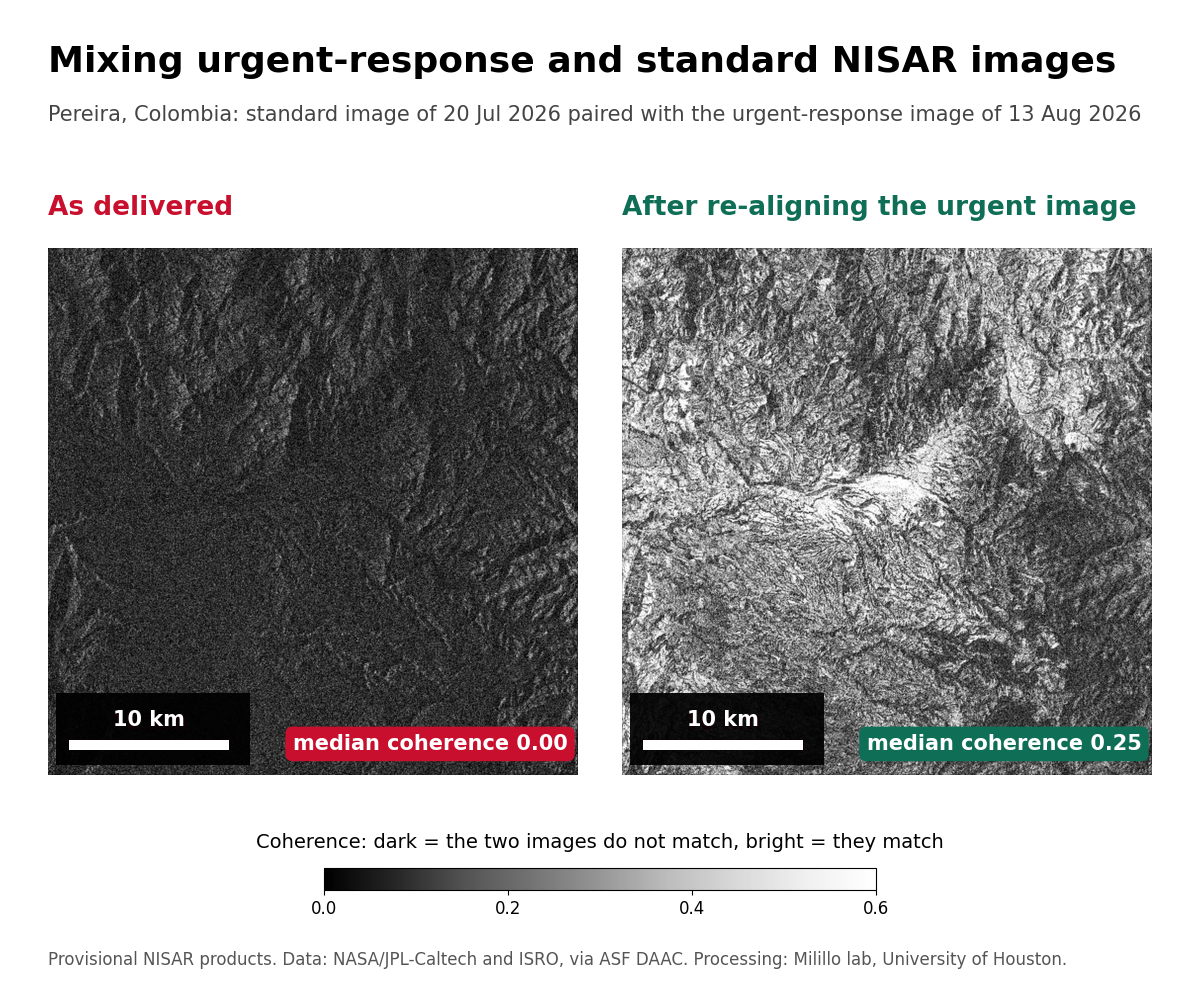 Mixing urgent-response and standard NISAR images
Pereira, Colombia: standard image of 20 Jul 2026 paired with the urgent-response image of 13 Aug 2026
As delivered
After re-aligning the urgent image
10 km
median coherence 0.00
10 km
median coherence 0.25
Coherence: dark = the two images do not match, bright = they match
0.0 0.2 0.4 0.6
Provisional NISAR products. Data: NASA/JPL-Caltech and ISRO, via ASF DAAC. Processing: Milillo lab, University of Houston.